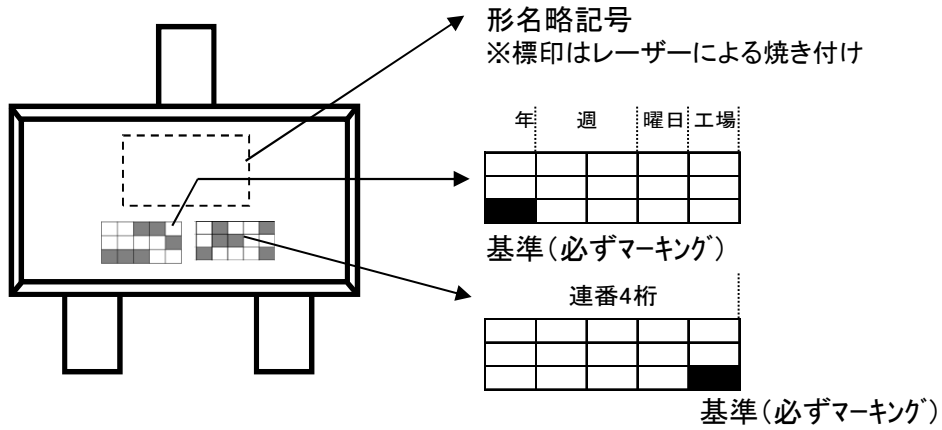 形名略記号
※標印はレーザーによる焼き付け
年 週 曜日 工場
基準(必ずマーキング)
連番4桁
基準(必ずマーキング)